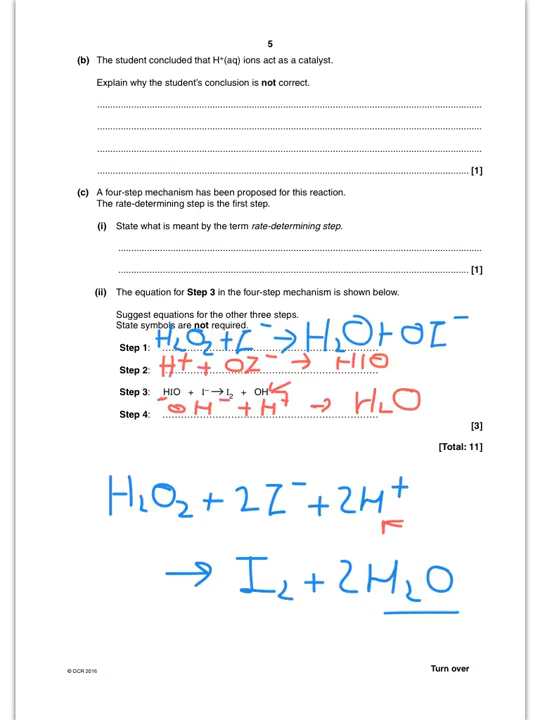 5
(b) The student concluded that H⁺(aq) ions act as a catalyst.
Explain why the student's conclusion is not correct.
[1]
(c) A four-step mechanism has been proposed for this reaction.
The rate-determining step is the first step.
(i) State what is meant by the term rate-determining step.
[1]
(ii) The equation for Step 3 in the four-step mechanism is shown below.
Suggest equations for the other three steps.
State symbols are not required.
Step 1: H₂O₂ + I⁻ → H₂O + OI⁻
Step 2: H⁺ + OI⁻ → HIO
Step 3: HIO + I⁻ → I₂ + OH⁻
Step 4: ⁻OH + H⁺ → H₂O
[3]
[Total: 11]
H₂O₂ + 2I⁻ + 2H⁺
→ I₂ + 2H₂O
© OCR 2016
Turn over